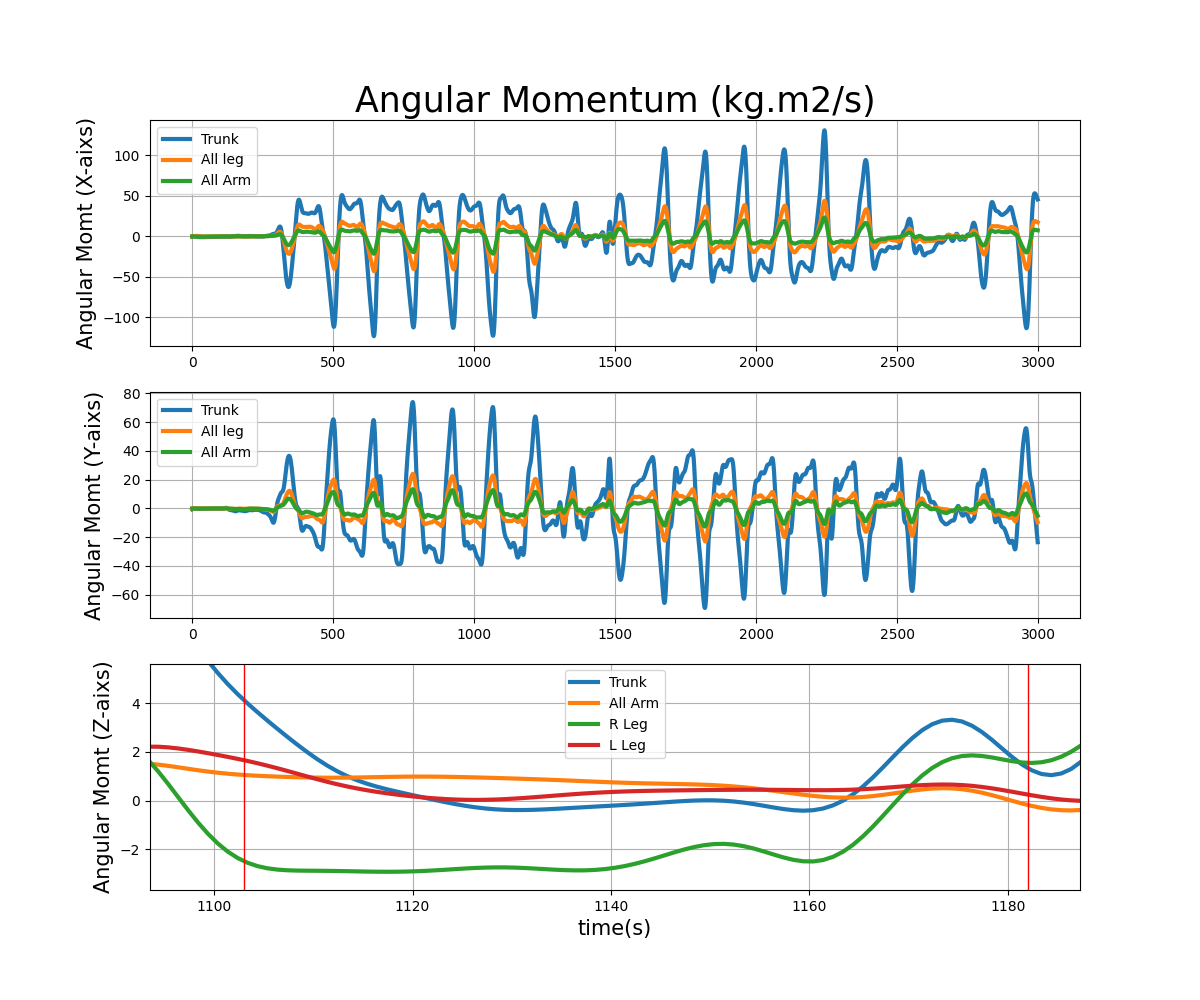 Angular Momentum (kg.m2/s)
Angular Momt (X-aixs)
100
50
0
−50
−100
Trunk
All leg
All Arm
0 500 1000 1500 2000 2500 3000
Angular Momt (Y-aixs)
80
60
40
20
0
−20
−40
−60
Trunk
All leg
All Arm
0 500 1000 1500 2000 2500 3000
Angular Momt (Z-aixs)
4
2
0
−2
Trunk
All Arm
R Leg
L Leg
1100 1120 1140 1160 1180
time(s)